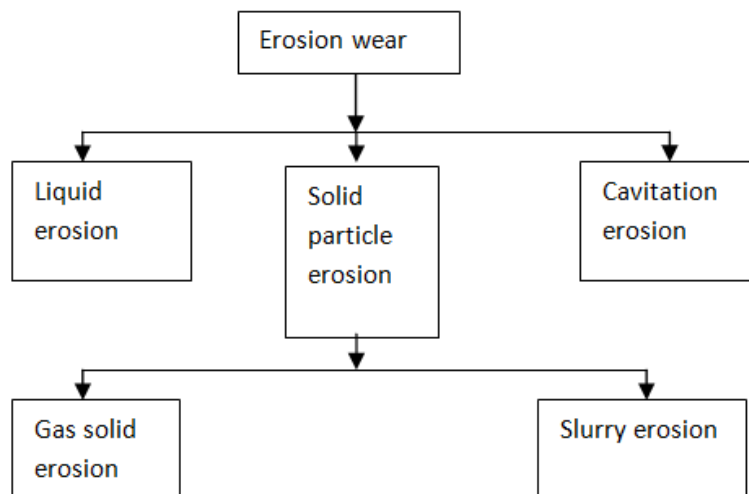 Erosion wear
Liquid
erosion
Solid
particle
erosion
Cavitation
erosion
Gas solid
erosion
Slurry erosion